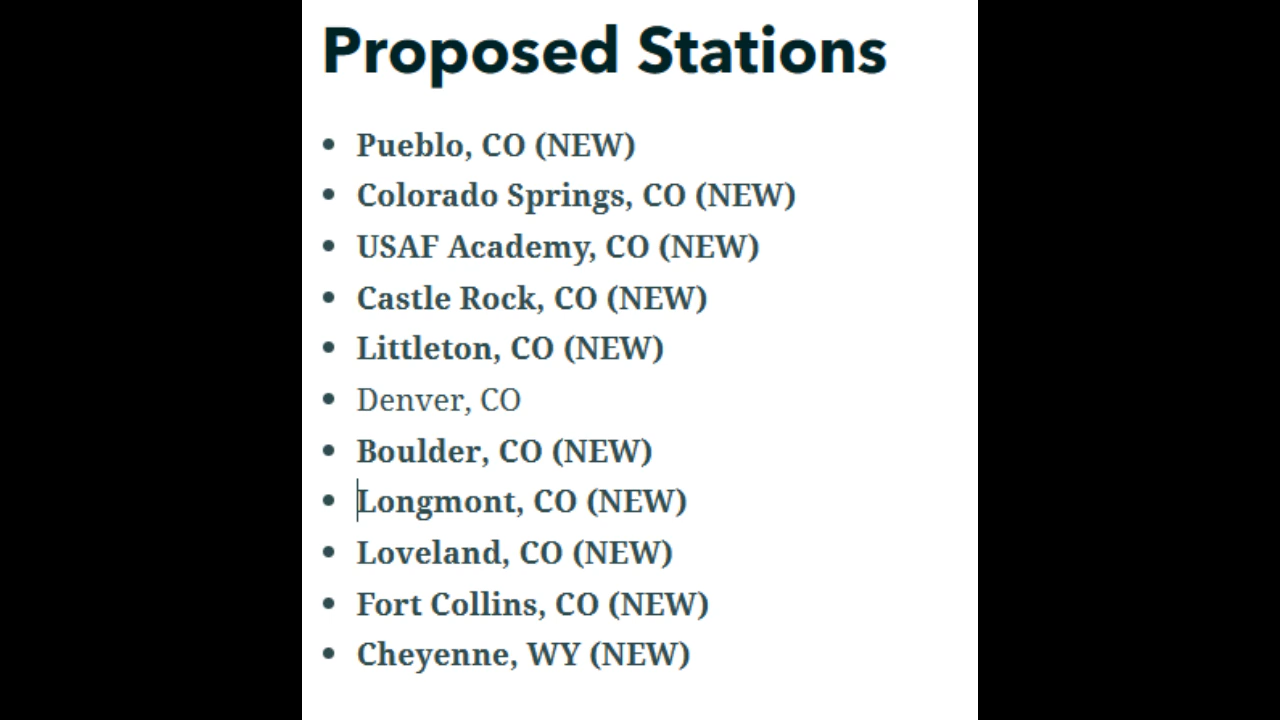 Proposed Stations
• Pueblo, CO (NEW)
• Colorado Springs, CO (NEW)
• USAF Academy, CO (NEW)
• Castle Rock, CO (NEW)
• Littleton, CO (NEW)
• Denver, CO
• Boulder, CO (NEW)
• Longmont, CO (NEW)
• Loveland, CO (NEW)
• Fort Collins, CO (NEW)
• Cheyenne, WY (NEW)